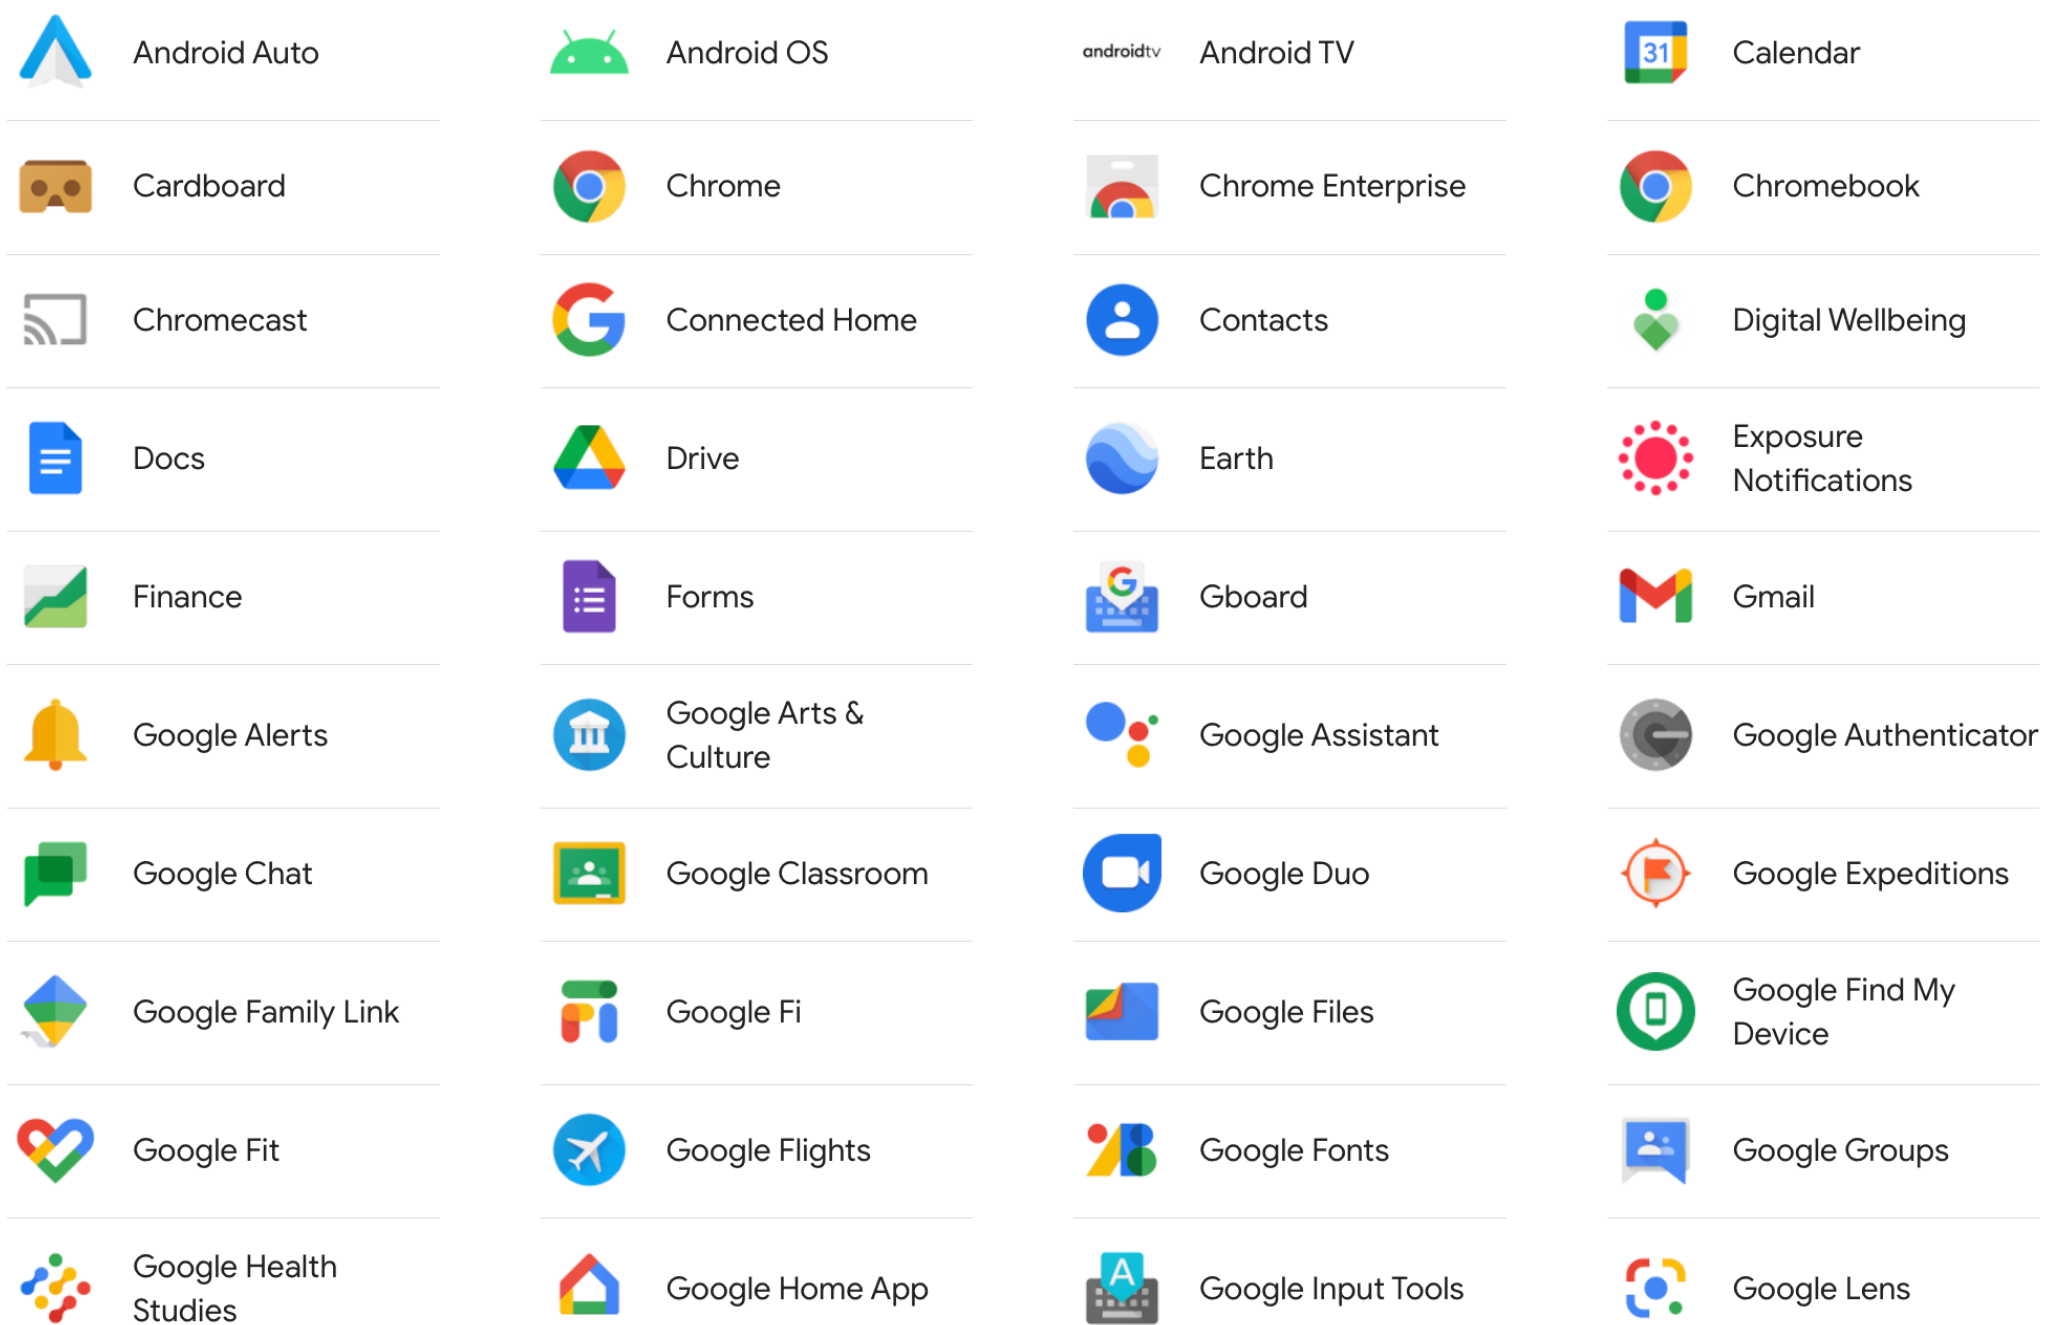 Android Auto
Android OS
androidtv
Android TV
31
Calendar
Cardboard
Chrome
Chrome Enterprise
Chromebook
Chromecast
G
Connected Home
Contacts
Digital Wellbeing
Docs
Drive
Earth
Exposure
Notifications
Finance
Forms
G
Gboard
Gmail
Google Alerts
Google Arts &
Culture
Google Assistant
Google Authenticator
Google Chat
Google Classroom
Google Duo
Google Expeditions
Google Family Link
Google Fi
Google Files
Google Find My
Device
Google Fit
Google Flights
Google Fonts
Google Groups
Google Health
Studies
Google Home App
A
Google Input Tools
Google Lens